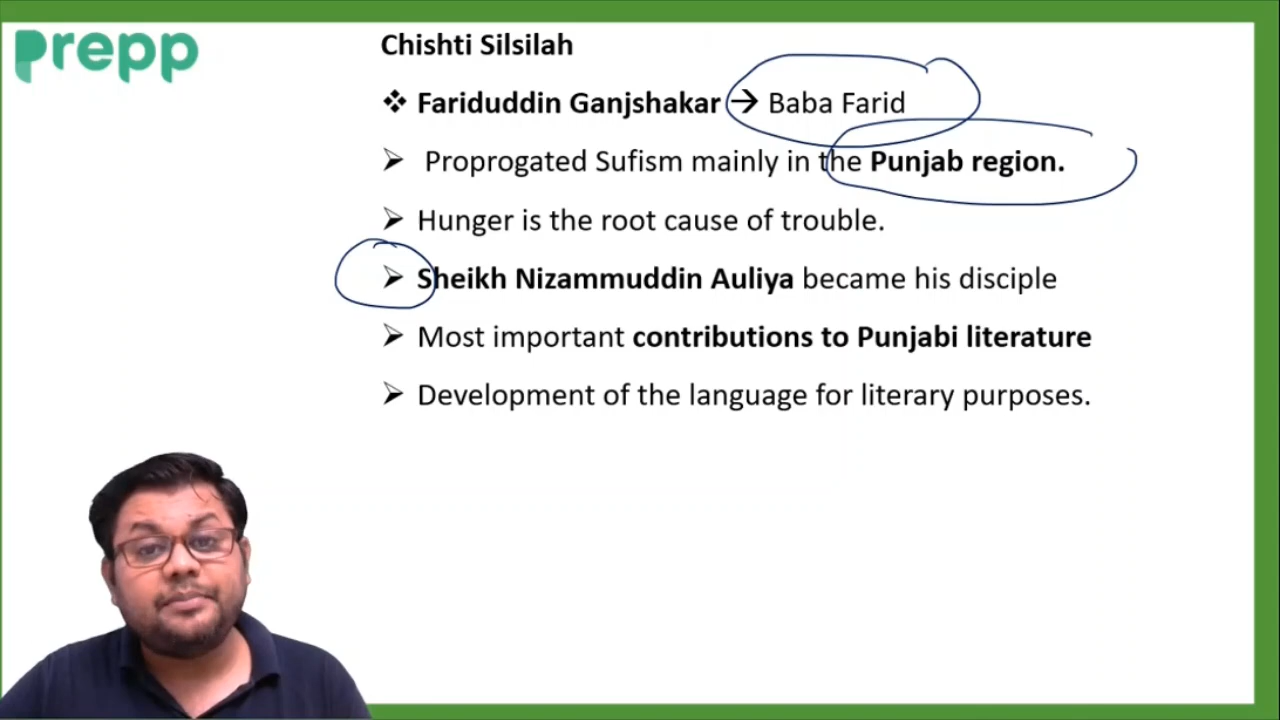 Prepp
Chishti Silsilah
❖ Fariduddin Ganjshakar → Baba Farid
➢ Proprogated Sufism mainly in the Punjab region.
➢ Hunger is the root cause of trouble.
➢ Sheikh Nizammuddin Auliya became his disciple
➢ Most important contributions to Punjabi literature
➢ Development of the language for literary purposes.